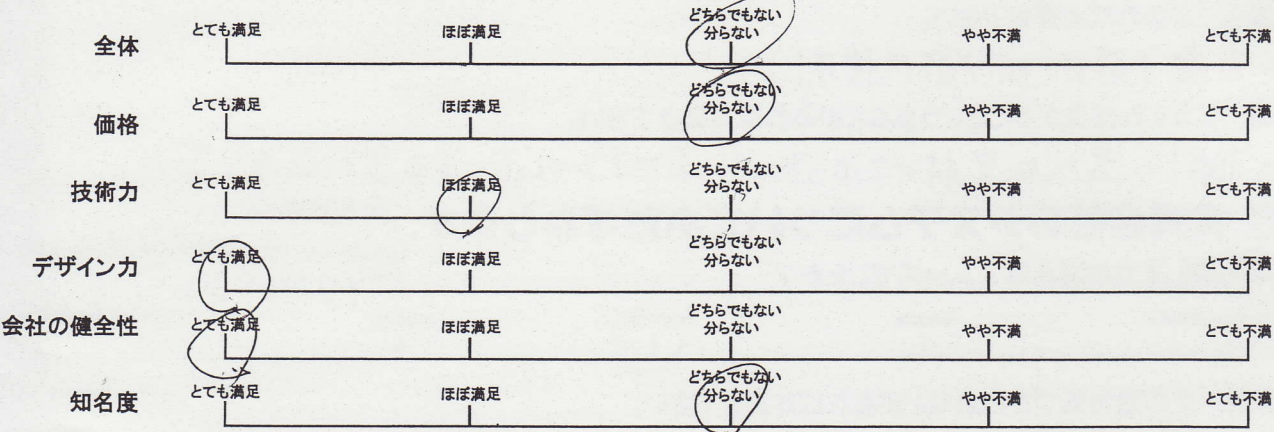 全体 とても満足 ほぼ満足 どちらでもない やや不満 とても不満
分らない
価格 とても満足 ほぼ満足 どちらでもない やや不満 とても不満
分らない
技術力 とても満足 ほぼ満足 どちらでもない やや不満 とても不満
分らない
デザイン力 とても満足 ほぼ満足 どちらでもない やや不満 とても不満
分らない
会社の健全性 とても満足 ほぼ満足 どちらでもない やや不満 とても不満
分らない
知名度 とても満足 ほぼ満足 どちらでもない やや不満 とても不満
分らない